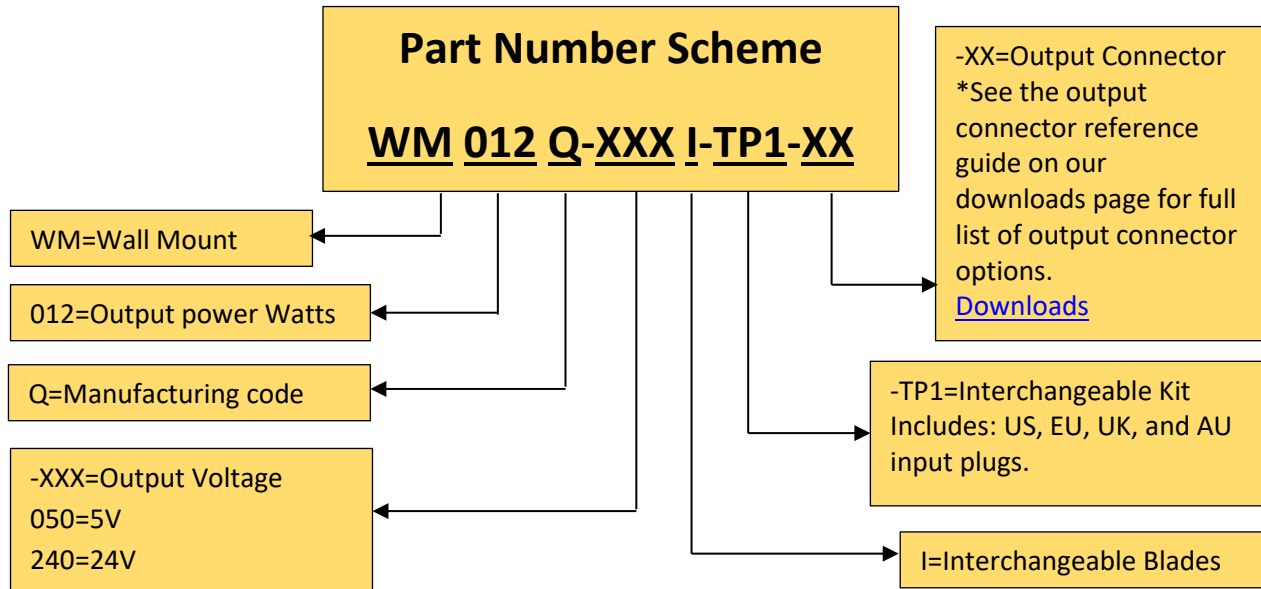 Part Number Scheme
WM 012 Q-XXX I-TP1-XX
-XX=Output Connector
*See the output
connector reference
guide on our
downloads page for full
list of output connector
options.
Downloads
WM=Wall Mount
012=Output power Watts
Q=Manufacturing code
-XXX=Output Voltage
050=5V
240=24V
-TP1=Interchangeable Kit
Includes: US, EU, UK, and AU
input plugs.
I=Interchangeable Blades